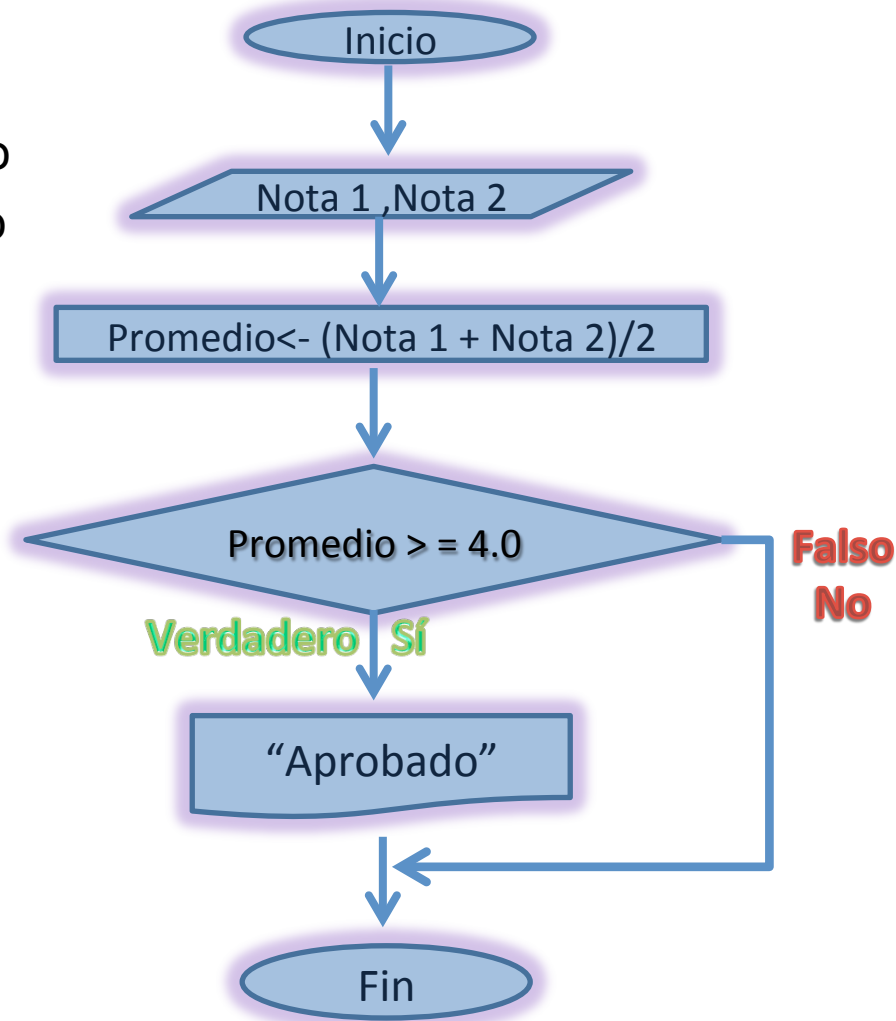 Inicio
Nota 1 ,Nota 2
Promedio<- (Nota 1 + Nota 2)/2
Promedio > = 4.0
Falso
No
Verdadero Sí
“Aprobado”
Fin